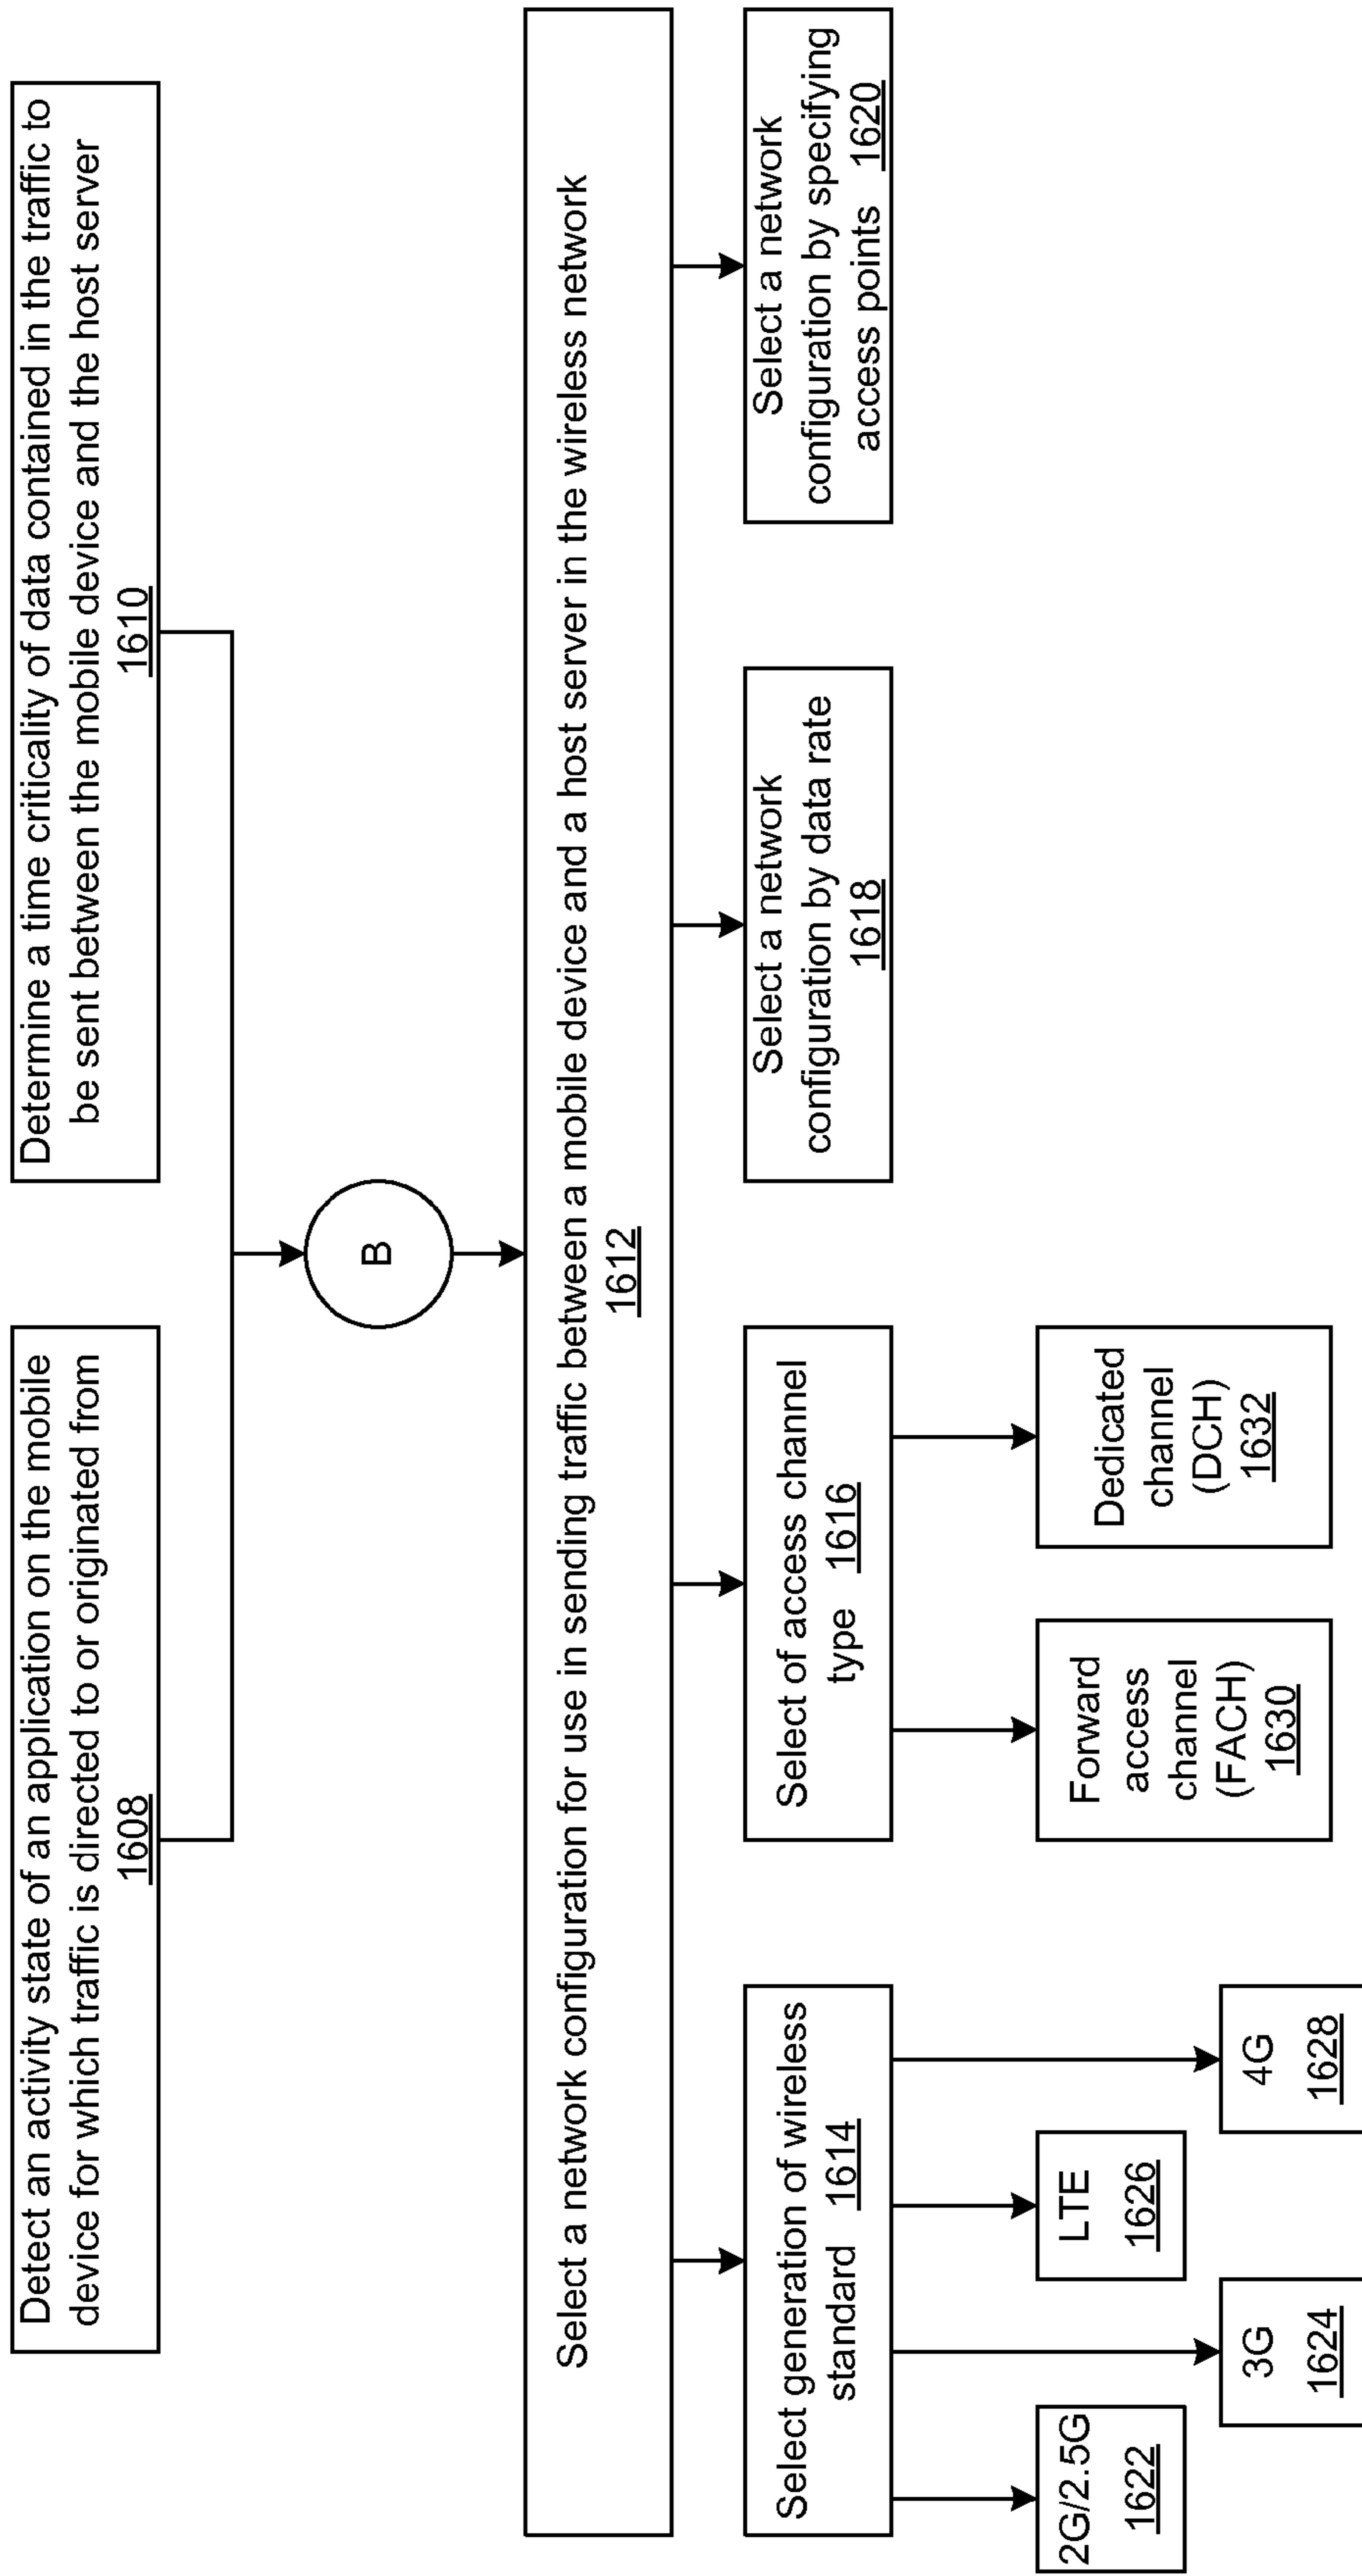 Detect an activity state of an application on the mobile
device for which traffic is directed to or originated from
1608
Determine a time criticality of data contained in the traffic to
be sent between the mobile device and the host server
1610
B
Select a network configuration for use in sending traffic between a mobile device and a host server in the wireless network
1612
Select generation of wireless
standard 1614
Select of access channel
type 1616
Select a network
configuration by data rate
1618
Select a network
configuration by specifying
access points 1620
2G/2.5G
1622
3G
1624
LTE
1626
4G
1628
Forward
access
channel
(FACH)
1630
Dedicated
channel
(DCH)
1632